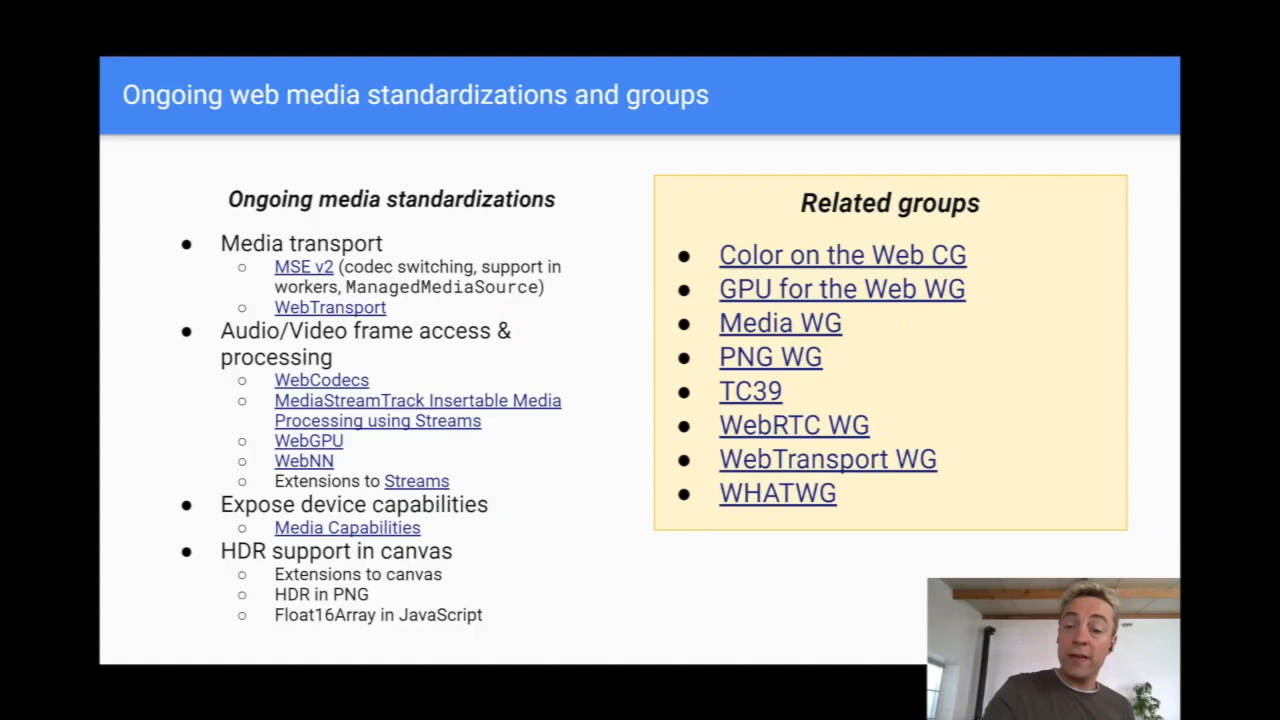 Ongoing web media standardizations and groups
Ongoing media standardizations
● Media transport
○ MSE v2 (codec switching, support in
workers, ManagedMediaSource)
○ WebTransport
● Audio/Video frame access &
processing
○ WebCodecs
○ MediaStreamTrack Insertable Media
Processing using Streams
○ WebGPU
○ WebNN
○ Extensions to Streams
● Expose device capabilities
○ Media Capabilities
● HDR support in canvas
○ Extensions to canvas
○ HDR in PNG
○ Float16Array in JavaScript
Related groups
● Color on the Web CG
● GPU for the Web WG
● Media WG
● PNG WG
● TC39
● WebRTC WG
● WebTransport WG
● WHATWG